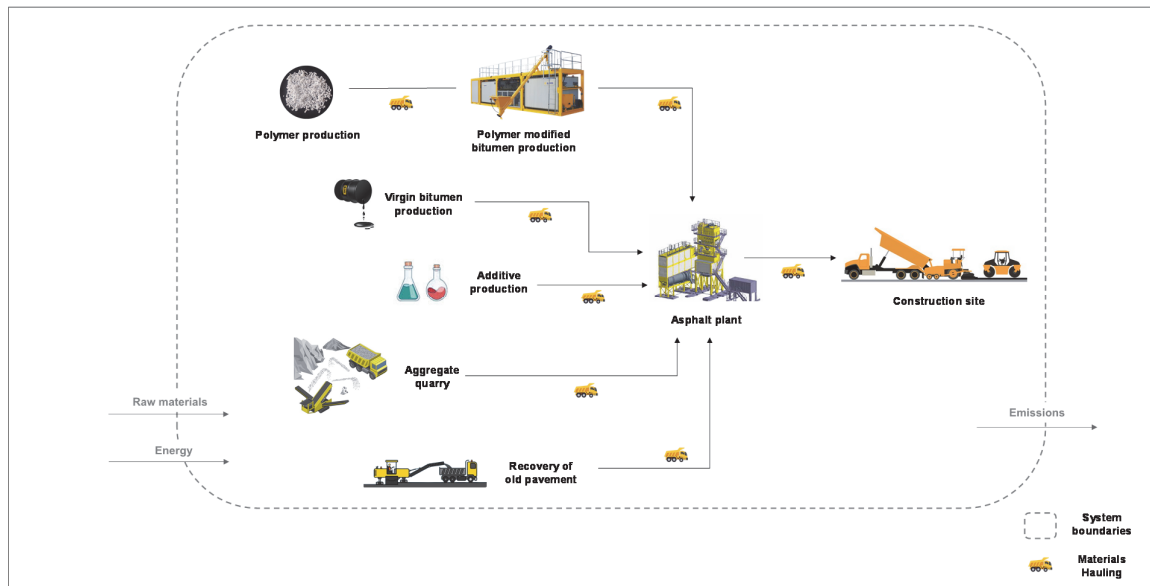 Polymer production
Polymer modified
bitumen production
Virgin bitumen
production
Additive
production
Asphalt plant
Construction site
Aggregate
quarry
Raw materials
Energy
Emissions
Recovery of
old pavement
System
boundaries
Materials
Hauling